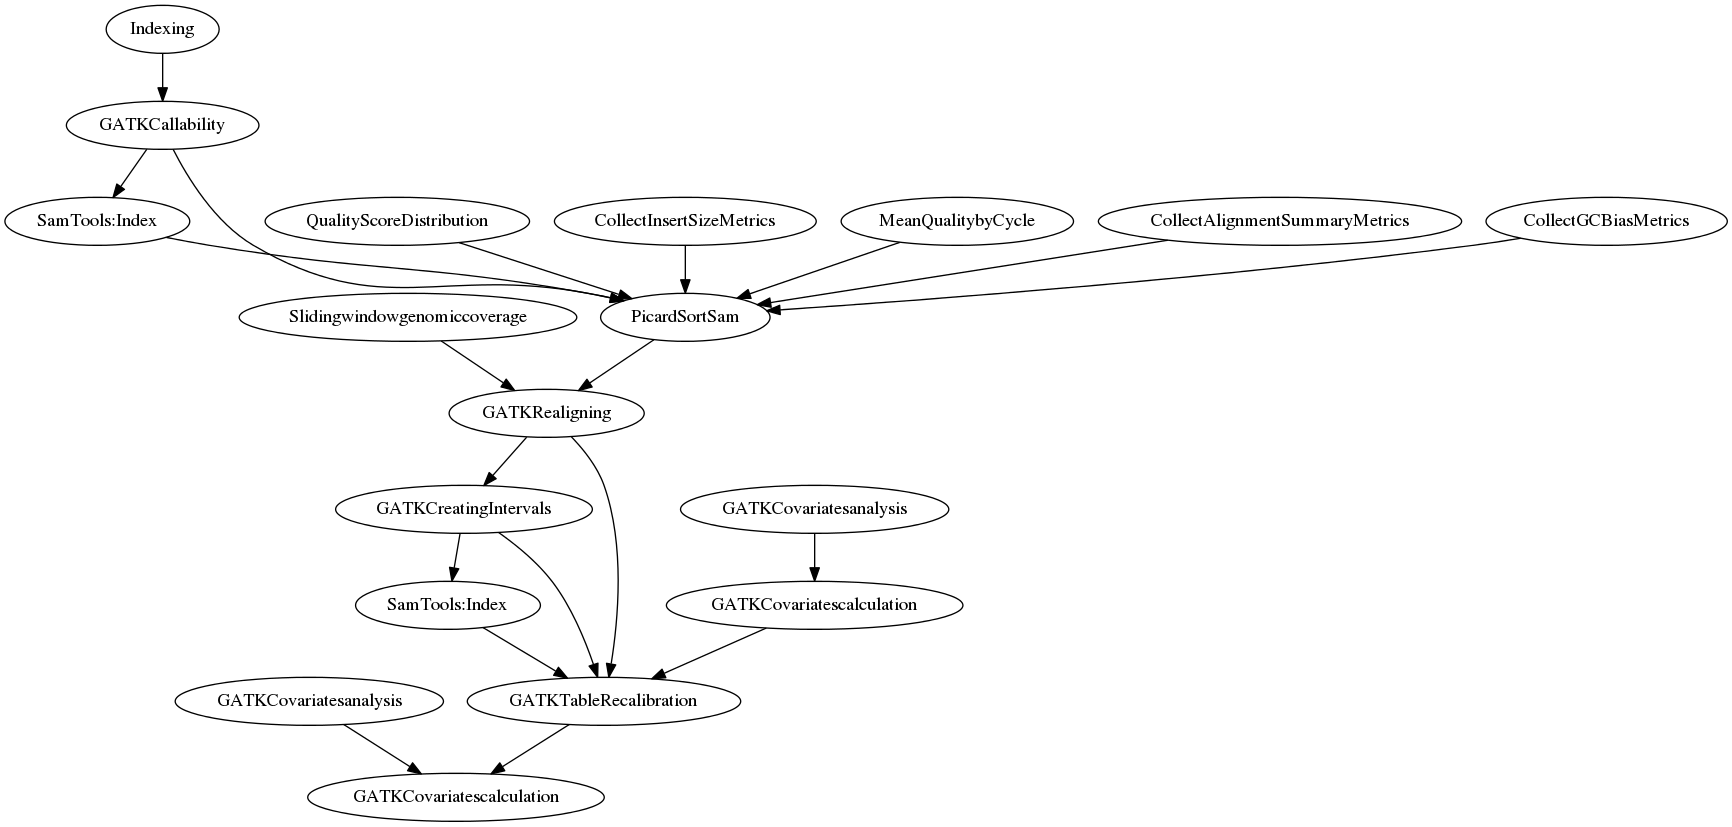 Indexing
GATKCallability
SamTools:Index
QualityScoreDistribution
CollectInsertSizeMetrics
MeanQualitybyCycle
CollectAlignmentSummaryMetrics
CollectGCBiasMetrics
Slidingwindowgenomiccoverage
PicardSortSam
GATKRealigning
GATKCreatingIntervals
GATKCovariatesanalysis
SamTools:Index
GATKCovariatescalculation
GATKCovariatesanalysis
GATKTableRecalibration
GATKCovariatescalculation